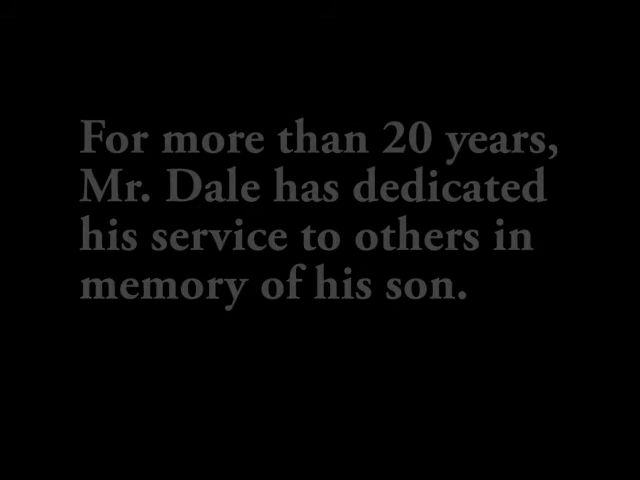 For more than 20 years,
Mr. Dale has dedicated
his service to others in
memory of his son.